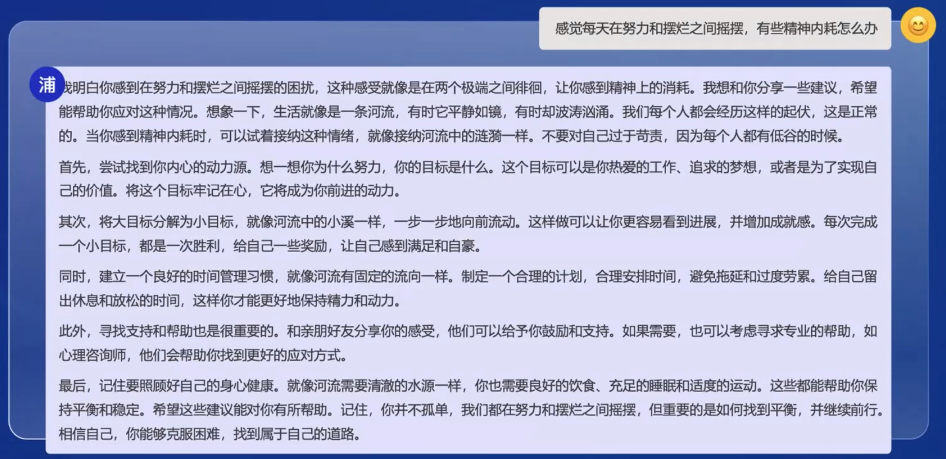 感觉每天在努力和摆烂之间摇摆，有些精神内耗怎么办
浦
我明白你感到在努力和摆烂之间摇摆的困扰，这种感受就像是在两个极端之间徘徊，让你感到精神上的消耗。我想和你分享一些建议，希望
能帮助你应对这种情况。想象一下，生活就像是一条河流，有时它平静如镜，有时却波涛汹涌。我们每个人都会经历这样的起伏，这是正常
的。当你感到精神内耗时，可以试着接纳这种情绪，就像接纳河流中的涟漪一样。不要对自己过于苛责，因为每个人都有低谷的时候。
首先，尝试找到你内心的动力源。想一想你为什么努力，你的目标是什么。这个目标可以是你热爱的工作、追求的梦想，或者是为了实现自
己的价值。将这个目标牢记在心，它将成为你前进的动力。
其次，将大目标分解为小目标，就像河流中的小溪一样，一步一步地向前流动。这样做可以让你更容易看到进展，并增加成就感。每次完成
一个小目标，都是一次胜利，给自己一些奖励，让自己感到满足和自豪。
同时，建立一个良好的时间管理习惯，就像河流有固定的流向一样。制定一个合理的计划，合理安排时间，避免拖延和过度劳累。给自己留
出休息和放松的时间，这样你才能更好地保持精力和动力。
此外，寻找支持和帮助也是很重要的。和亲朋好友分享你的感受，他们可以给予你鼓励和支持。如果需要，也可以考虑寻求专业的帮助，如
心理咨询师，他们会帮助你找到更好的应对方式。
最后，记住要照顾好自己的身心健康。就像河流需要清澈的水源一样，你也需要良好的饮食、充足的睡眠和适度的运动。这些都能帮助你保
持平衡和稳定。希望这些建议能对你有所帮助。记住，你并不孤单，我们都在努力和摆烂之间摇摆，但重要的是如何找到平衡，并继续前行。
相信自己，你能够克服困难，找到属于自己的道路。